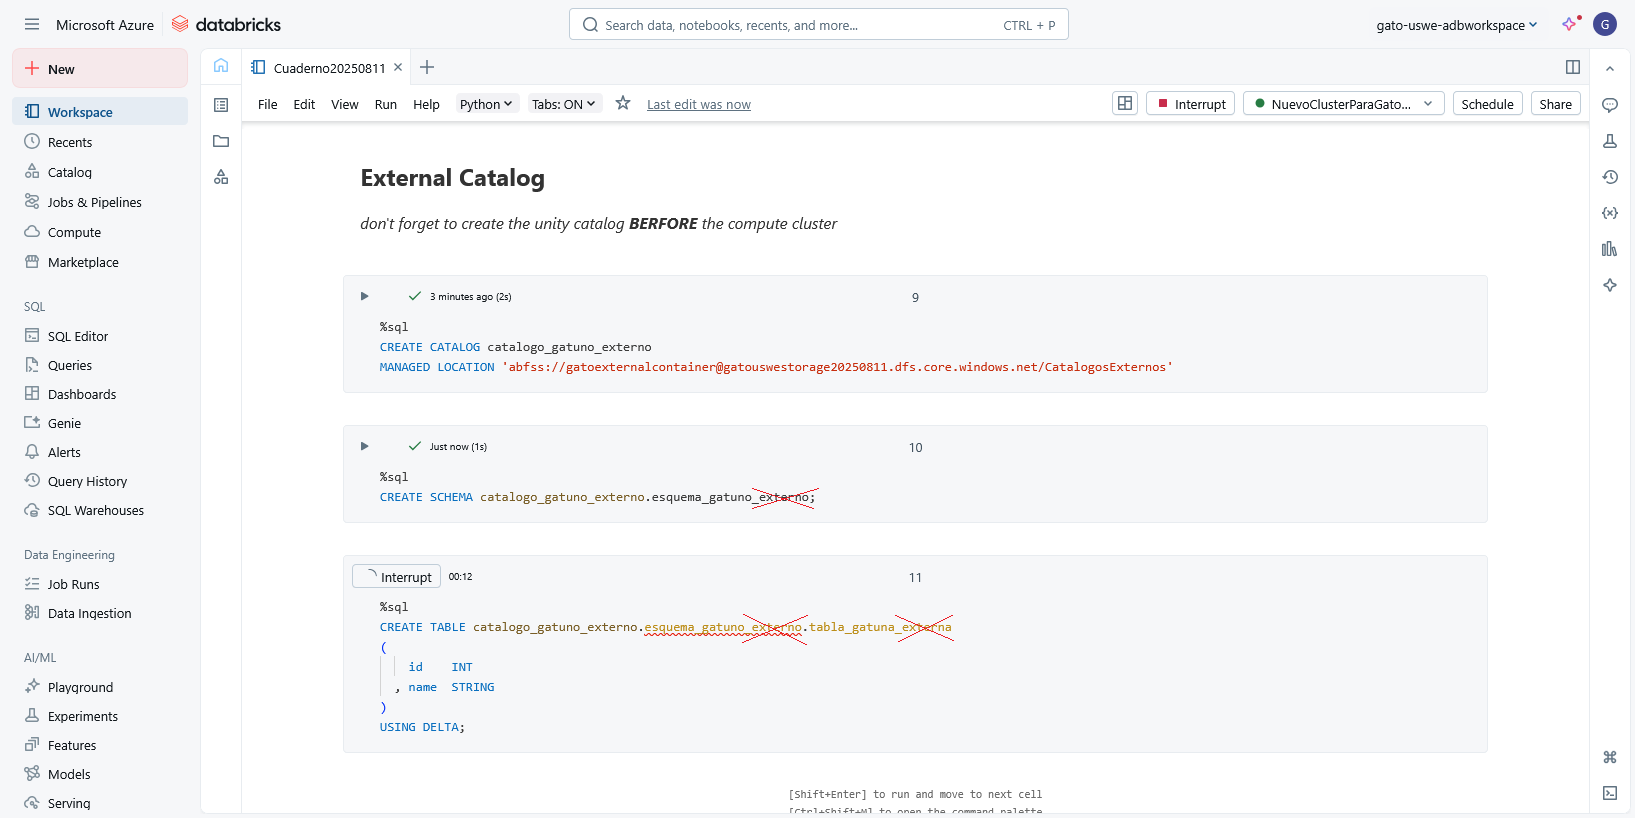 Microsoft Azure
databricks
Search data, notebooks, recents, and more...
CTRL + P
gato-uswe-adbworkspace
G
New
Workspace
Recents
Catalog
Jobs & Pipelines
Compute
Marketplace
SQL
SQL Editor
Queries
Dashboards
Genie
Alerts
Query History
SQL Warehouses
Data Engineering
Job Runs
Data Ingestion
AI/ML
Playground
Experiments
Features
Models
Serving
Cuaderno20250811
File Edit View Run Help Python Tabs: ON Last edit was now
Interrupt
NuevoClusterParaGato...
Schedule
Share
External Catalog
don't forget to create the unity catalog BERFORE the compute cluster
3 minutes ago (2s)
9
%sql
CREATE CATALOG catalogo_gatuno_externo
MANAGED LOCATION 'abfss://gatoexternalcontainer@gatouswestorage20250811.dfs.core.windows.net/CatalogosExternos'
Just now (1s)
10
%sql
CREATE SCHEMA catalogo_gatuno_externo.esquema_gatuno_externo;
Interrupt
00:12
11
%sql
CREATE TABLE catalogo_gatuno_externo.esquema_gatuno_externo.tabla_gatuna_externa
(
id INT
, name STRING
)
USING DELTA;
[Shift+Enter] to run and move to next cell
[Ctrl+Shift+M] to open the command palette